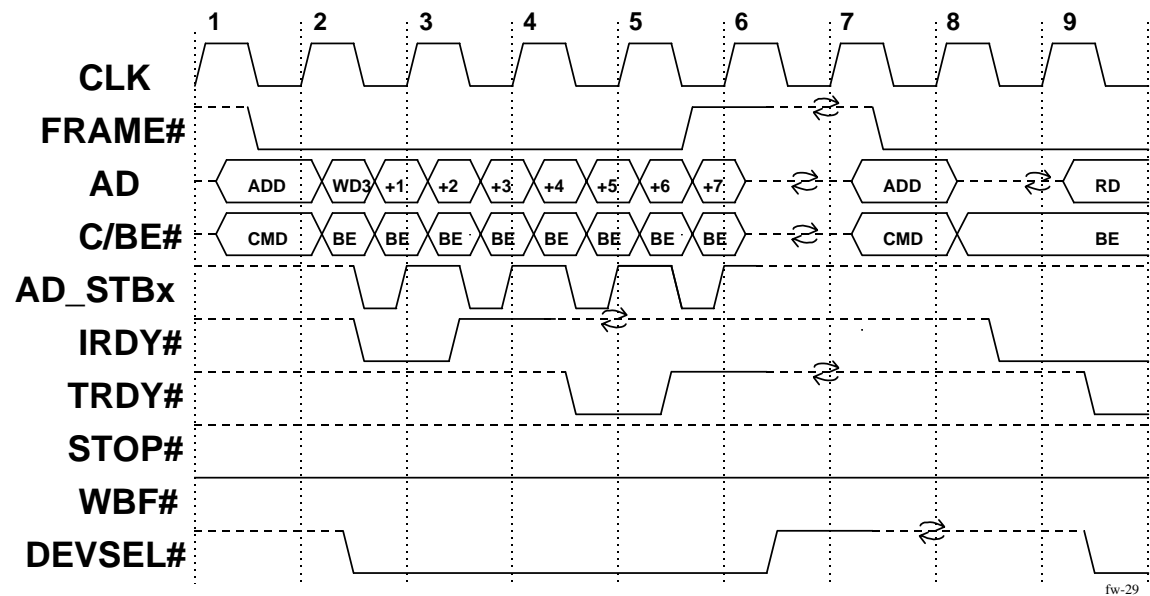 1 2 3 4 5 6 7 8 9
CLK
FRAME#
AD ADD WD3 +1 +2 +3 +4 +5 +6 +7 ADD RD
C/BE# CMD BE BE BE BE BE BE BE BE CMD BE
AD_STBx
IRDY#
TRDY#
STOP#
WBF#
DEVSEL#
fw-29